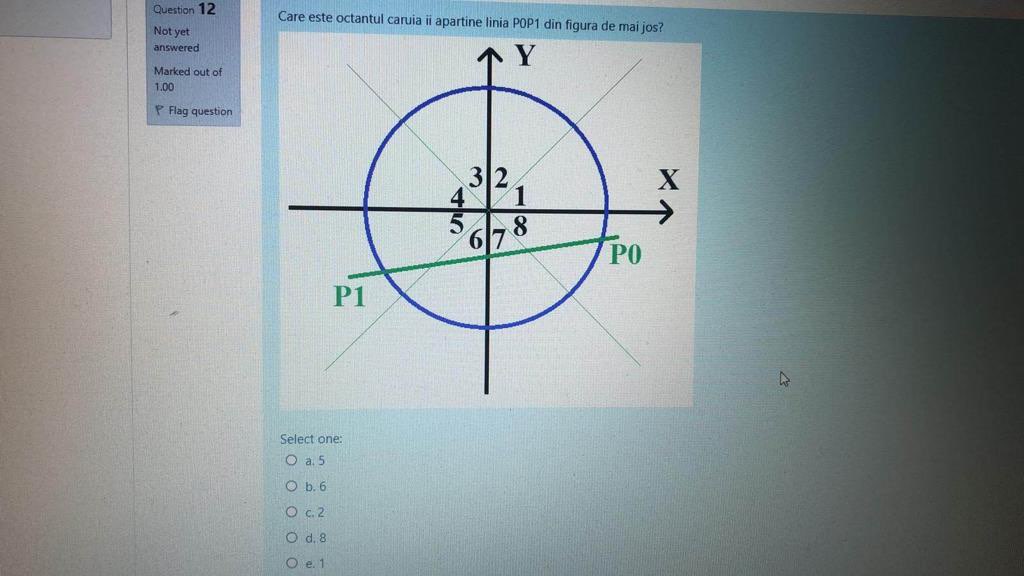 Question 12
Not yet
answered
Marked out of
1.00
Flag question
Care este octantul caruia ii apartine linia P0P1 din figura de mai jos?
Y
X
3 2
4 1
5 8
6 7
P0
P1
Select one:
a. 5
b. 6
c. 2
d. 8
e. 1